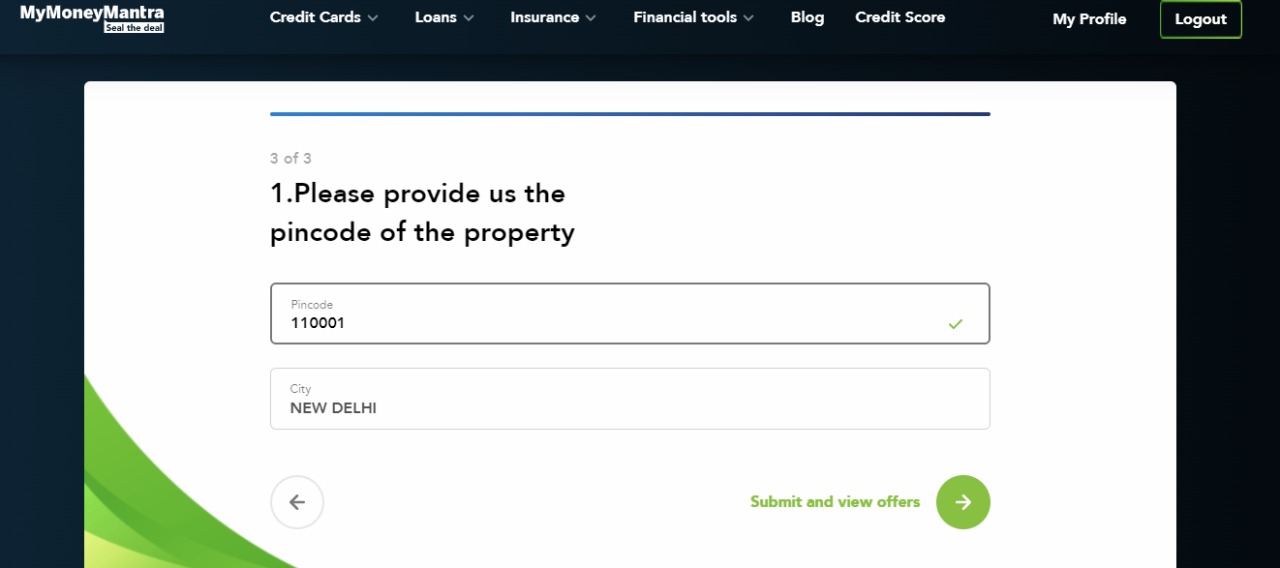 MyMoneyMantra
Seal the deal
Credit Cards
Loans
Insurance
Financial tools
Blog
Credit Score
My Profile
Logout
3 of 3
1.Please provide us the
pincode of the property
Pincode
110001
City
NEW DELHI
Submit and view offers